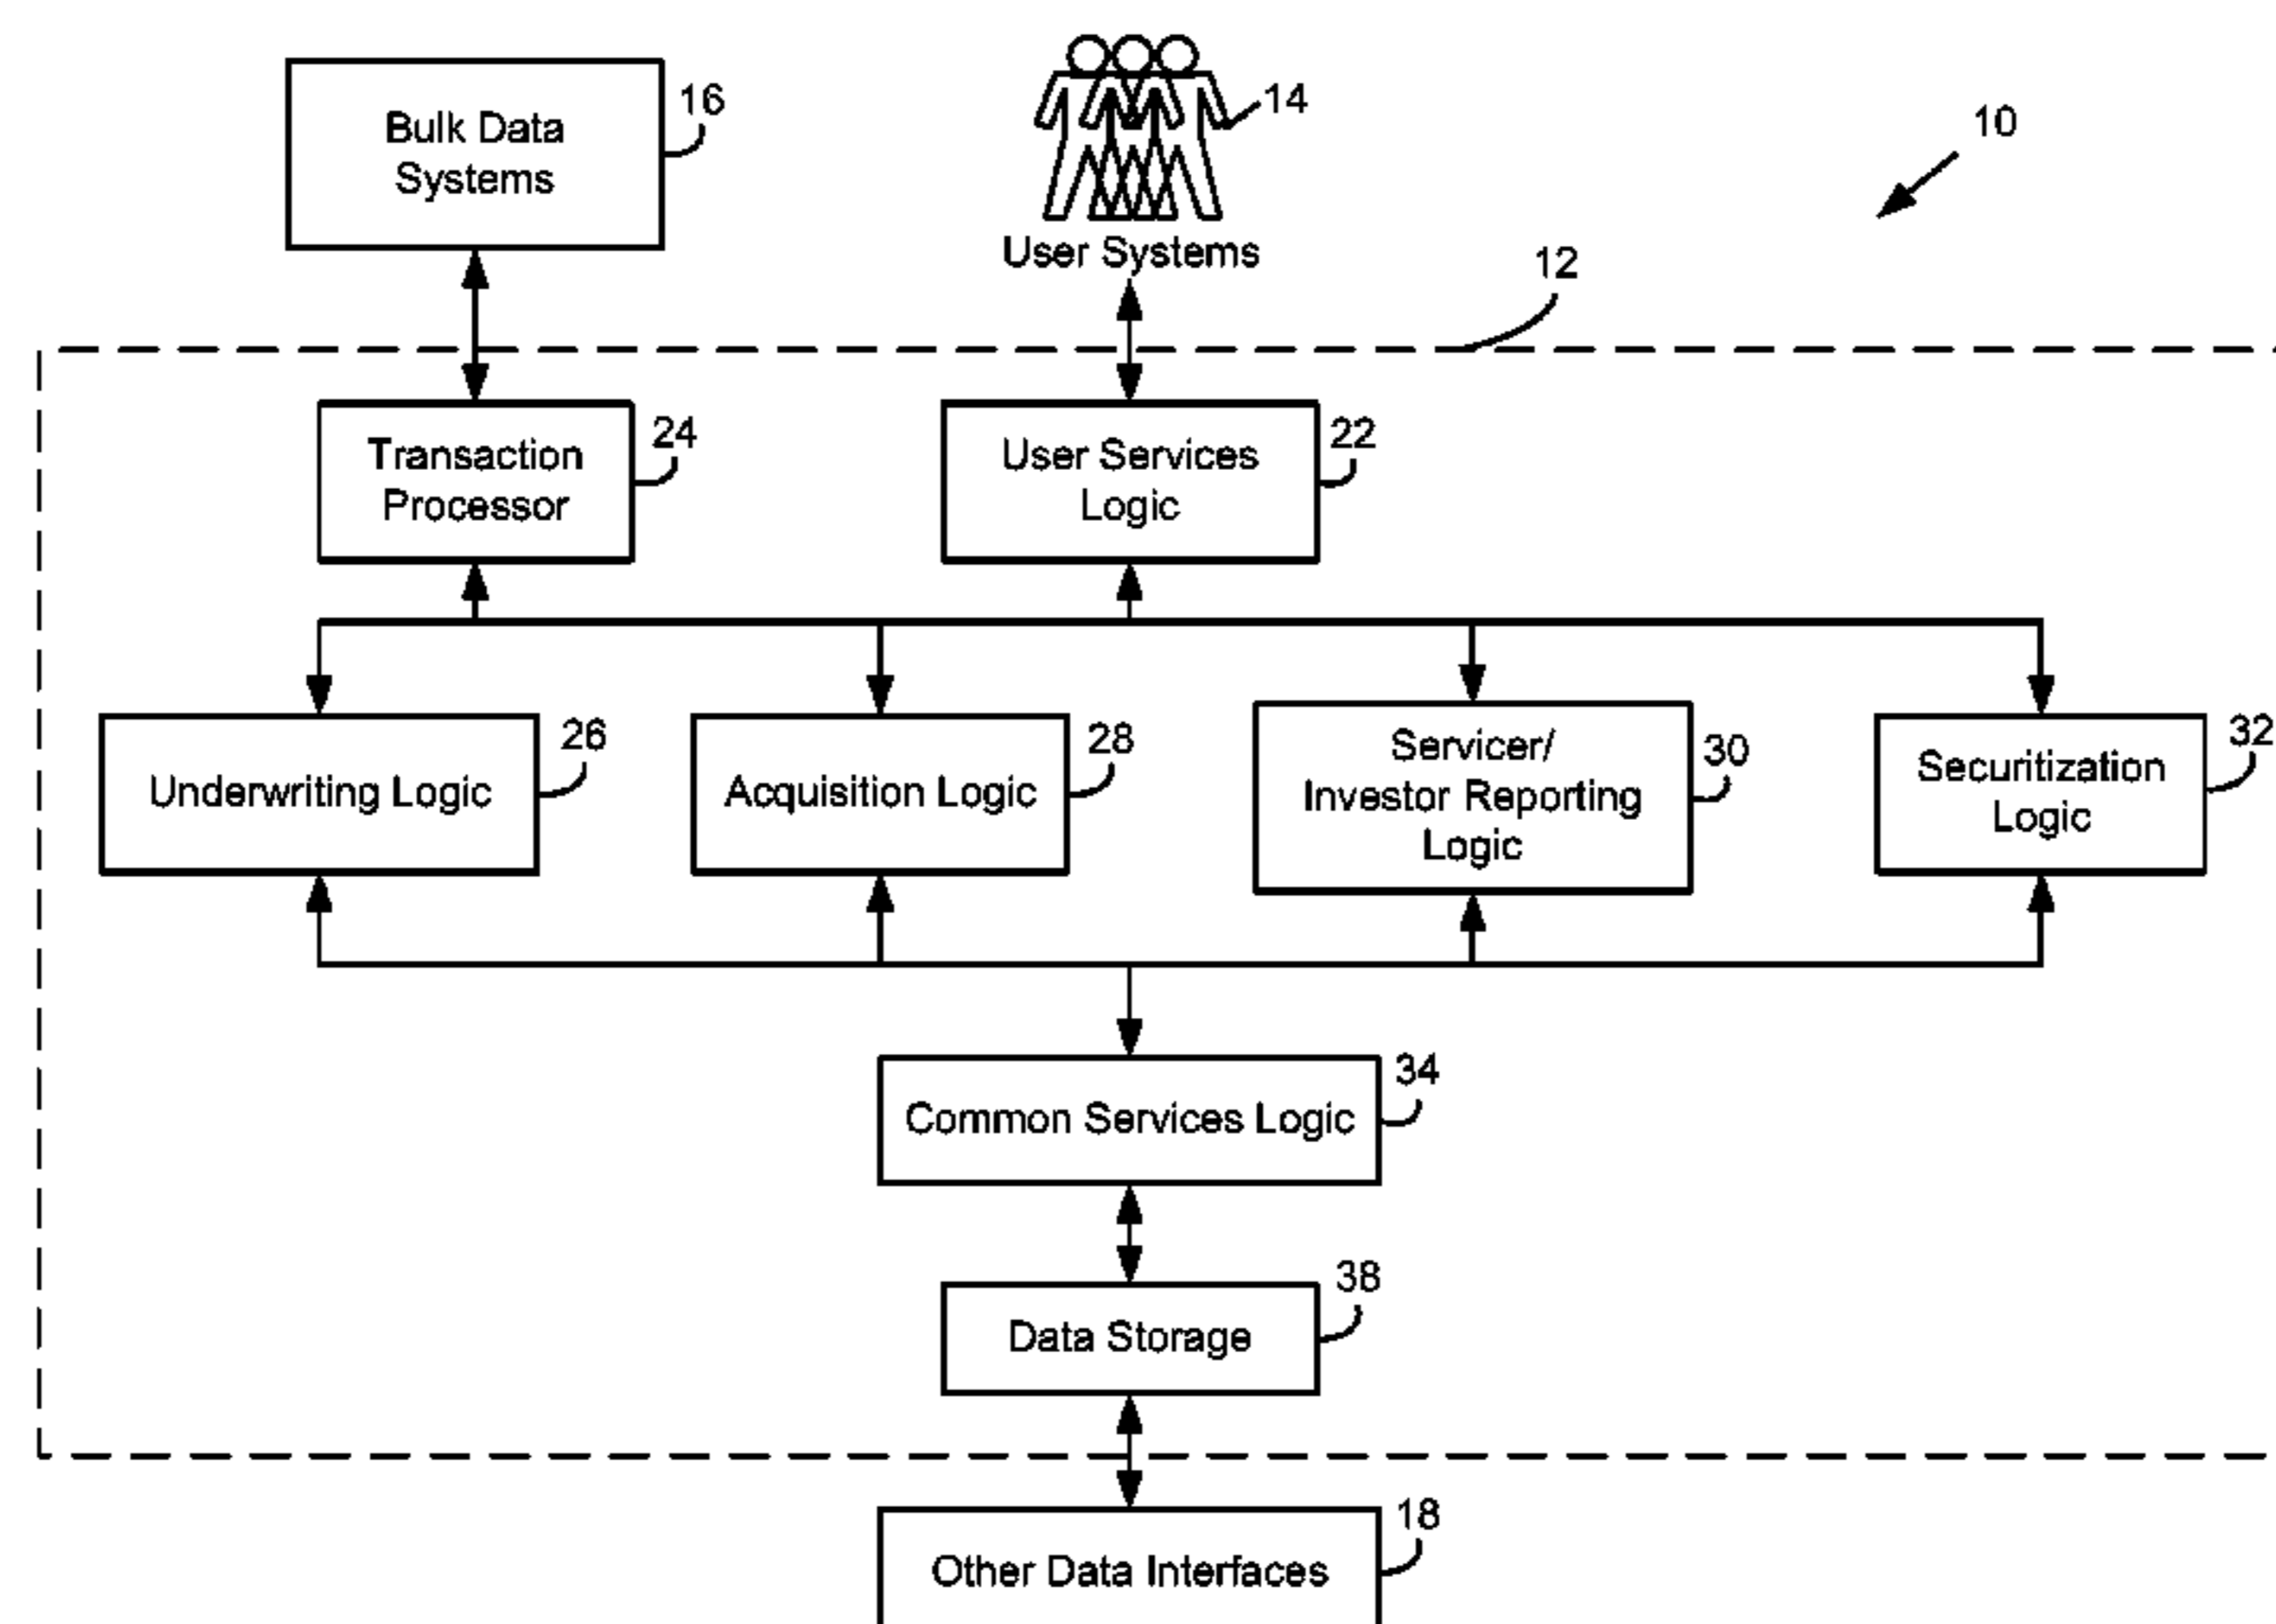 Bulk Data
Systems
16
14
10
User Systems
12
Transaction
Processor
24
User Services
Logic
22
Underwriting Logic
26
Acquisition Logic
28
Servicer/
Investor Reporting
Logic
30
Securitization
Logic
32
Common Services Logic
34
Data Storage
38
Other Data Interfaces
18